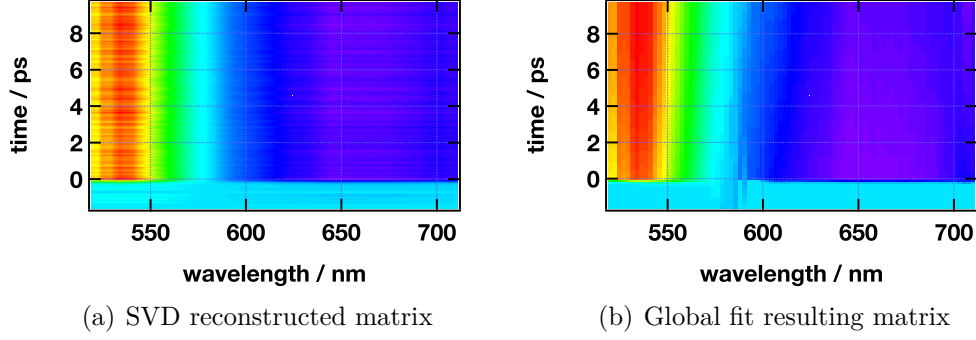 8
6
4
2
0
time / ps
550 600 650 700
wavelength / nm
(a) SVD reconstructed matrix
8
6
4
2
0
time / ps
550 600 650 700
wavelength / nm
(b) Global fit resulting matrix